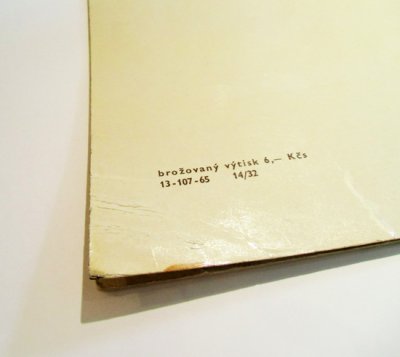 brožovaný výtisk 6,— Kčs
13-107-65 14/32